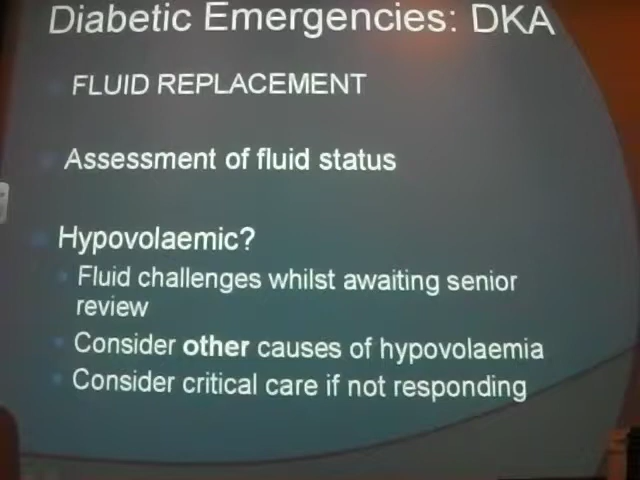 Diabetic Emergencies: DKA
FLUID REPLACEMENT
Assessment of fluid status
Hypovolaemic?
Fluid challenges whilst awaiting senior
review
Consider other causes of hypovolaemia
Consider critical care if not responding